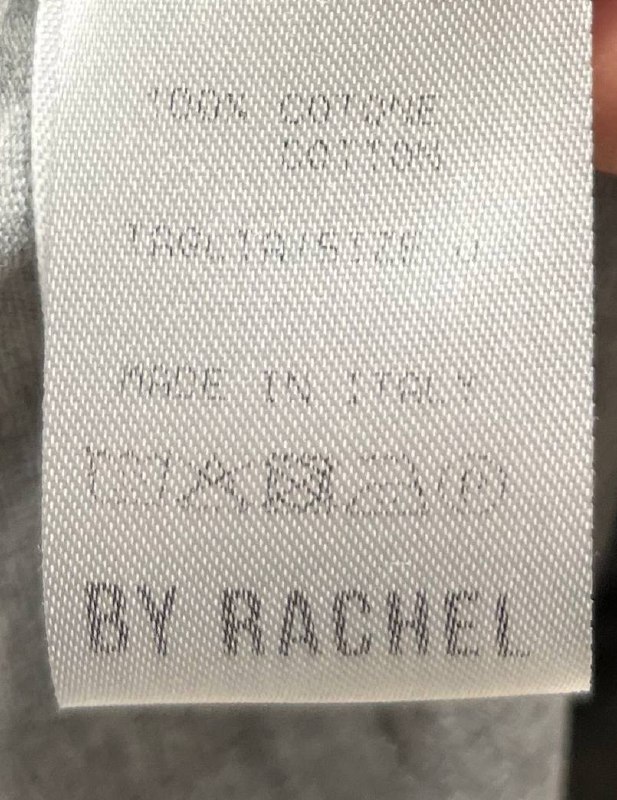 100% COTONE
COTTON
TAGLIA/SIZE
MADE IN ITALY
BY RACHEL